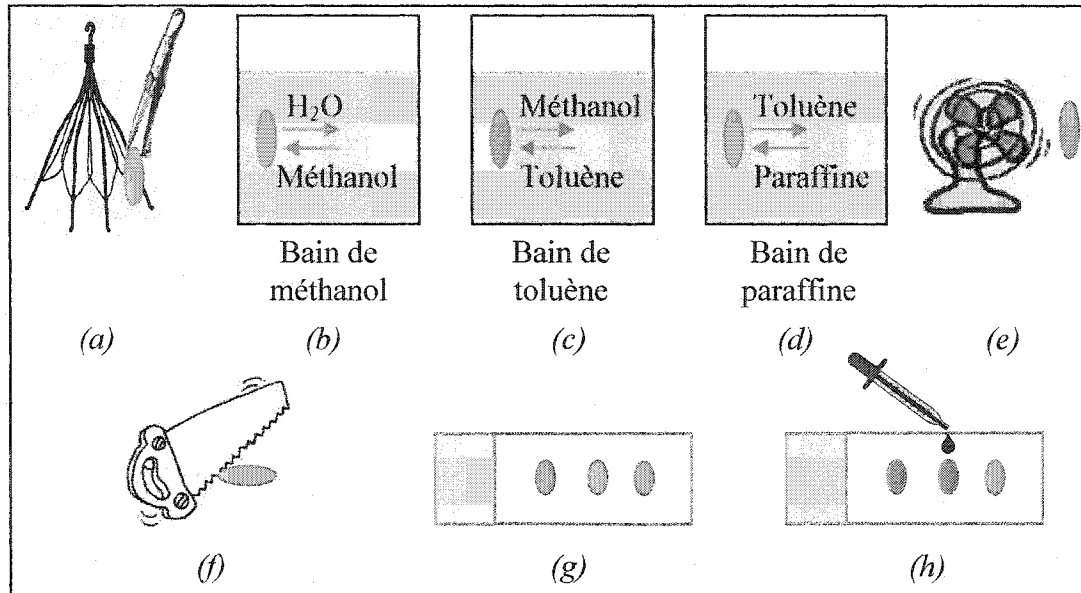 H₂O
Méthanol
Bain de
méthanol
Méthanol
Toluène
Bain de
toluène
Toluène
Paraffine
Bain de
paraffine
(a)
(b)
(c)
(d)
(e)
(f)
(g)
(h)